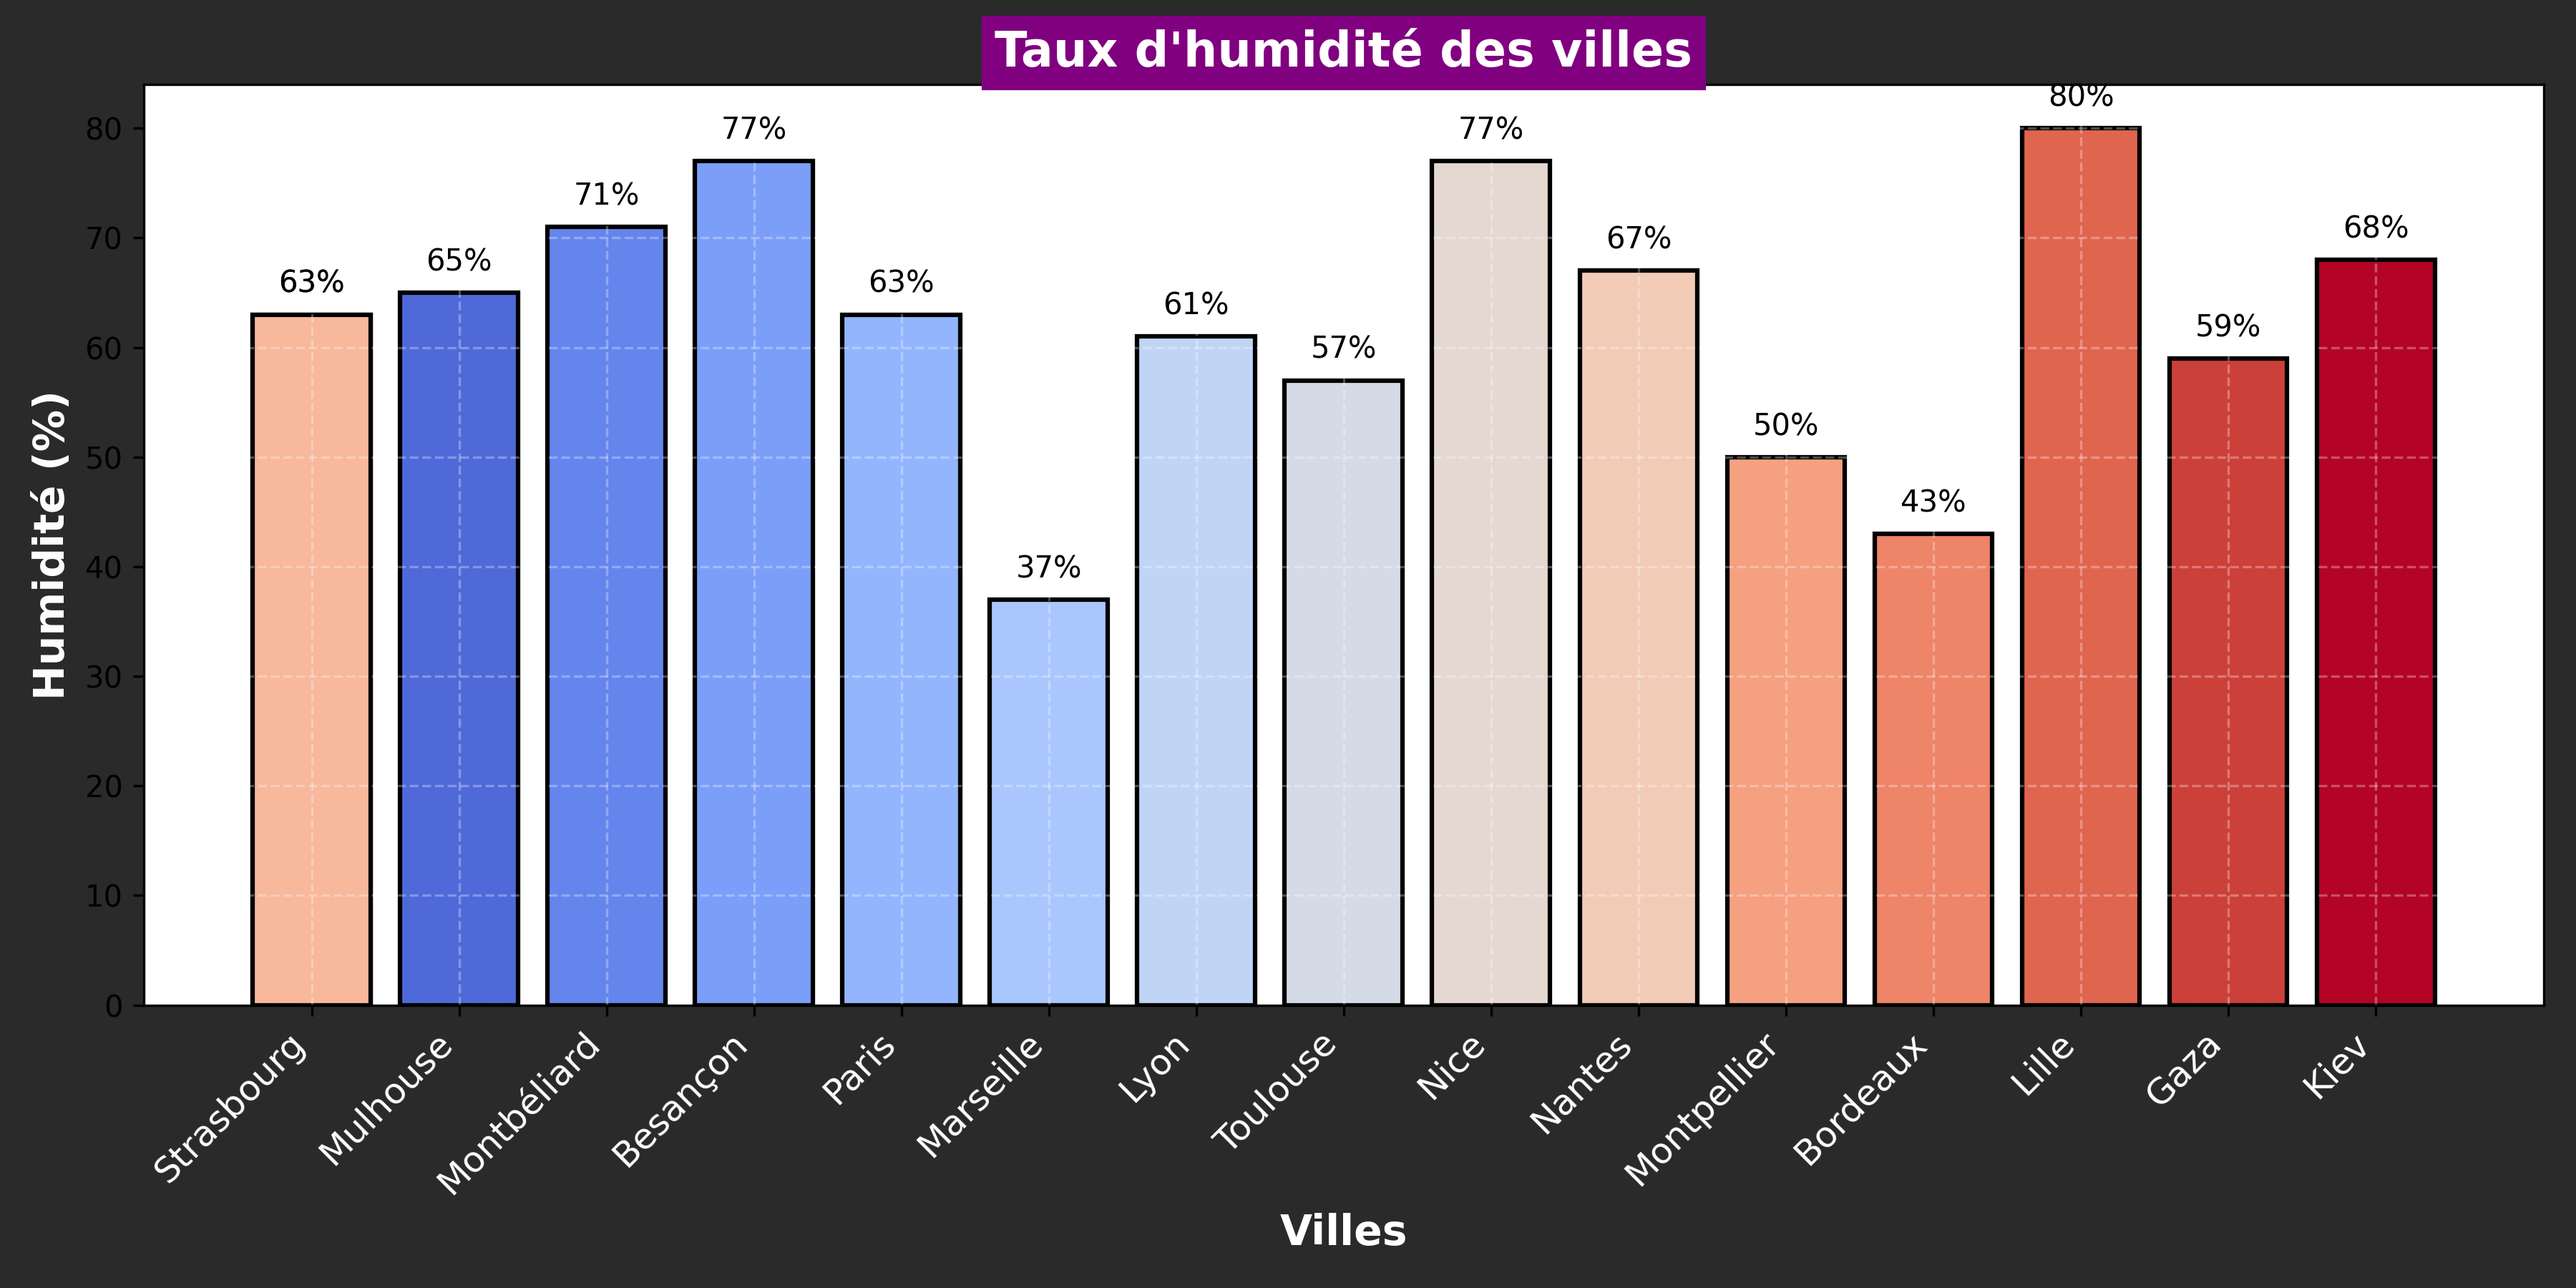 Taux d'humidité des villes
Humidité (%)
80
70
60
50
40
30
20
10
0
63%
65%
71%
77%
63%
37%
61%
57%
77%
67%
50%
43%
80%
59%
68%
Strasbourg
Mulhouse
Montbéliard
Besançon
Paris
Marseille
Lyon
Toulouse
Nice
Nantes
Montpellier
Bordeaux
Lille
Gaza
Kiev
Villes